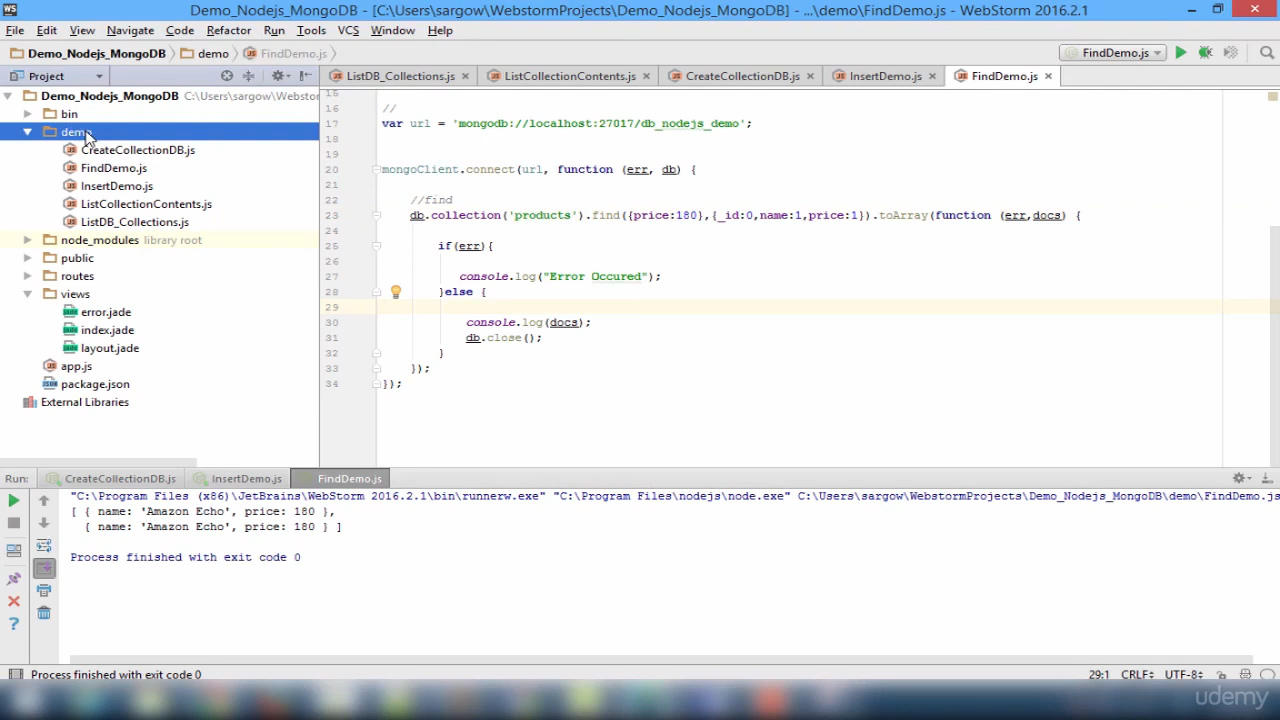 WS Demo_Nodejs_MongoDB - [C:\Users\sargow\WebstormProjects\Demo_Nodejs_MongoDB] - ...\demo\FindDemo.js - WebStorm 2016.2.1
File Edit View Navigate Code Refactor Run Tools VCS Window Help
Demo_Nodejs_MongoDB demo FindDemo.js FindDemo.js
Project ListDB_Collections.js ListCollectionContents.js CreateCollectionDB.js InsertDemo.js FindDemo.js
Demo_Nodejs_MongoDB C:\Users\sargow\Webstor
bin
demo
CreateCollectionDB.js
FindDemo.js
InsertDemo.js
ListCollectionContents.js
ListDB_Collections.js
node_modules library root
public
routes
views
error.jade
index.jade
layout.jade
app.js
package.json
External Libraries
15
16 //
17 var url = 'mongodb://localhost:27017/db_nodejs_demo';
18
19
20 mongoClient.connect(url, function (err, db) {
21
22 //find
23 db.collection('products').find({price:180},{_id:0,name:1,price:1}).toArray(function (err,docs) {
24
25 if(err){
26
27 console.log("Error Occured");
28 }else {
29
30 console.log(docs);
31 db.close();
32 }
33 });
34 });
Run: CreateCollectionDB.js InsertDemo.js FindDemo.js
"C:\Program Files (x86)\JetBrains\WebStorm 2016.2.1\bin\runnerw.exe" "C:\Program Files\nodejs\node.exe" C:\Users\sargow\WebstormProjects\Demo_Nodejs_MongoDB\demo\FindDemo.js
[ { name: 'Amazon Echo', price: 180 },
{ name: 'Amazon Echo', price: 180 } ]
Process finished with exit code 0
Process finished with exit code 0 29:1 CRLF UTF-8
udemy